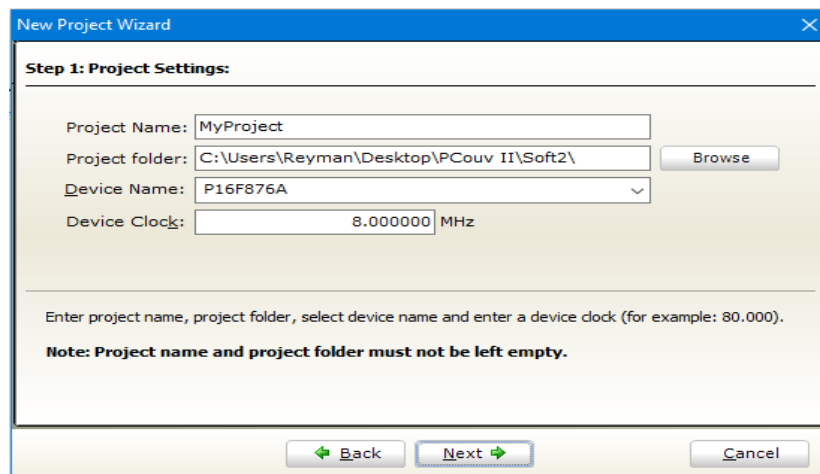 New Project Wizard
Step 1: Project Settings:
Project Name: MyProject
Project folder: C:\Users\Reyman\Desktop\PCouv II\Soft2\ Browse
Device Name: P16F876A
Device Clock: 8.000000 MHz
Enter project name, project folder, select device name and enter a device clock (for example: 80.000).
Note: Project name and project folder must not be left empty.
Back Next Cancel